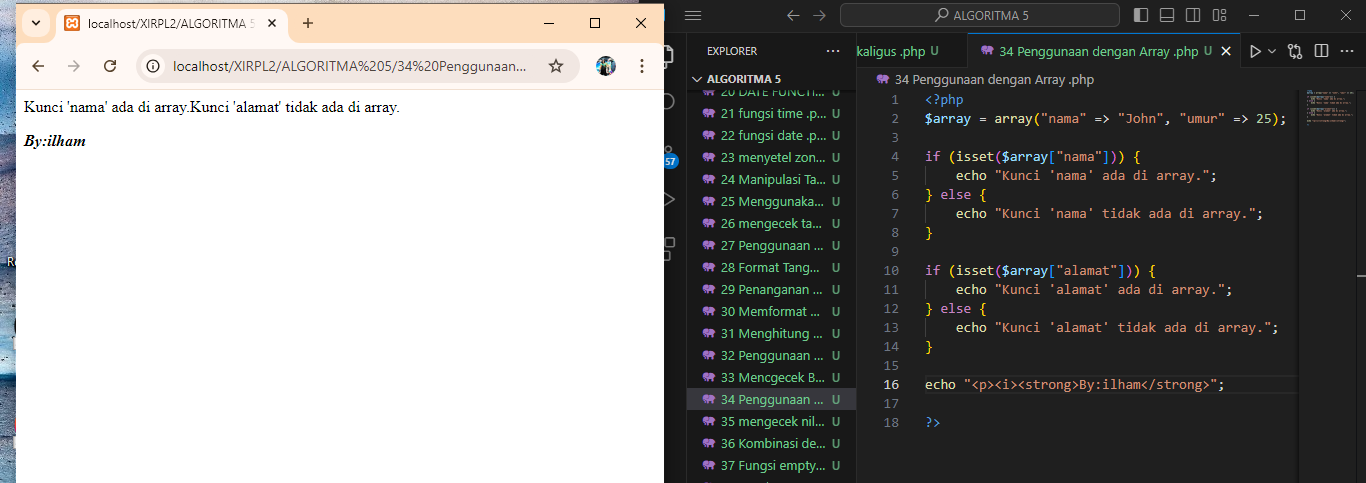 localhost/XIRPL2/ALGORITMA 5
localhost/XIRPL2/ALGORITMA%205/34%20Penggunaan...
Kunci 'nama' ada di array.Kunci 'alamat' tidak ada di array.
By:ilham
ALGORITMA 5
57
EXPLORER
ALGORITMA 5
20 DATE FUNCTI...
21 fungsi time .p... U
22 fungsi date .p... U
23 menyetel zon... U
24 Manipulasi Ta... U
25 Menggunaka... U
26 mengecek ta... U
27 Penggunaan ... U
28 Format Tang... U
29 Penanganan ... U
30 Memformat ... U
31 Menghitung ... U
32 Penggunaan ... U
33 Mencgecek B... U
34 Penggunaan ... U
35 mengecek nil... U
36 Kombinasi de... U
37 Fungsi empty... U
kaligus .php U
34 Penggunaan dengan Array .php U
34 Penggunaan dengan Array .php
1 <?php
2 $array = array("nama" => "John", "umur" => 25);
3
4 if (isset($array["nama"])) {
5 echo "Kunci 'nama' ada di array.";
6 } else {
7 echo "Kunci 'nama' tidak ada di array.";
8 }
9
10 if (isset($array["alamat"])) {
11 echo "Kunci 'alamat' ada di array.";
12 } else {
13 echo "Kunci 'alamat' tidak ada di array.";
14 }
15
16 echo "<p><i><strong>By:ilham</strong>";
17
18 ?>